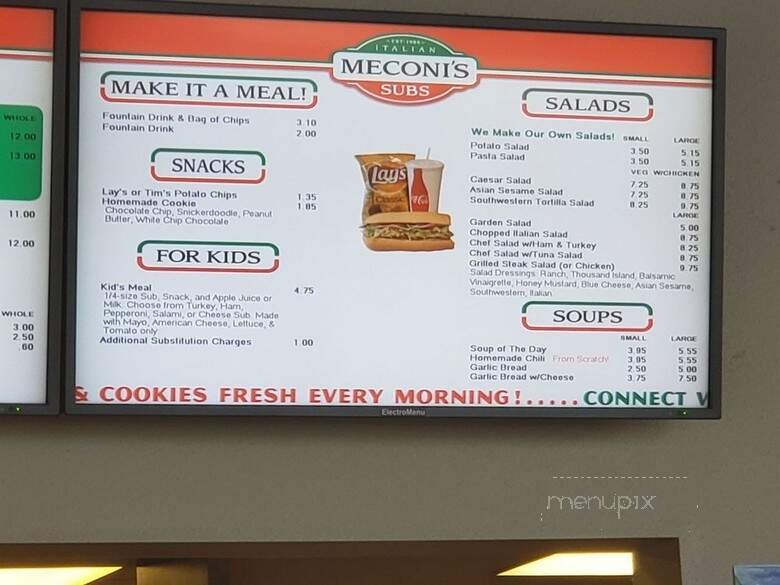 WHOLE
12.00
13.00
11.00
12.00
WHOLE
3.00
2.50
.60
ITALIAN
MECONI'S
SUBS
MAKE IT A MEAL!
Fountain Drink & Bag of Chips 3.10
Fountain Drink 2.00
SNACKS
Lay's or Tim's Potato Chips 1.35
Homemade Cookie 1.85
Chocolate Chip, Snickerdoodle, Peanut
Butter, White Chip Chocolate
FOR KIDS
Kid's Meal 4.75
1/4-size Sub, Snack, and Apple Juice or
Milk. Choose from Turkey, Ham,
Pepperoni, Salami, or Cheese Sub. Made
with Mayo, American Cheese, Lettuce, &
Tomato only
Additional Substitution Charges 1.00
Lay's
Classic
SALADS
We Make Our Own Salads! SMALL LARGE
Potato Salad 3.50 5.15
Pasta Salad 3.50 5.15
VEG W/CHICKEN
Caesar Salad 7.25 8.75
Asian Sesame Salad 7.25 8.75
Southwestern Tortilla Salad 8.25 9.75
LARGE
Garden Salad 5.00
Chopped Italian Salad 8.75
Chef Salad w/Ham & Turkey 8.25
Chef Salad w/Tuna Salad 8.75
Grilled Steak Salad (or Chicken) 9.75
Salad Dressings: Ranch, Thousand Island, Balsamic
Vinaigrette, Honey Mustard, Blue Cheese, Asian Sesame,
Southwestern, Italian
SOUPS
SMALL LARGE
Soup of The Day 3.95 5.55
Homemade Chili From Scratch! 3.95 5.55
Garlic Bread 2.50 5.00
Garlic Bread w/Cheese 3.75 7.50
& COOKIES FRESH EVERY MORNING!.....CONNECT
ElectroMenu
menupix